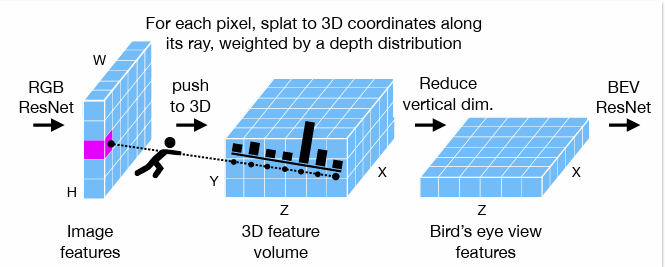 For each pixel, splat to 3D coordinates along
its ray, weighted by a depth distribution
RGB
ResNet
W
H
Image
features
push
to 3D
Y
Z
X
3D feature
volume
Reduce
vertical dim.
Z
X
Bird's eye view
features
BEV
ResNet